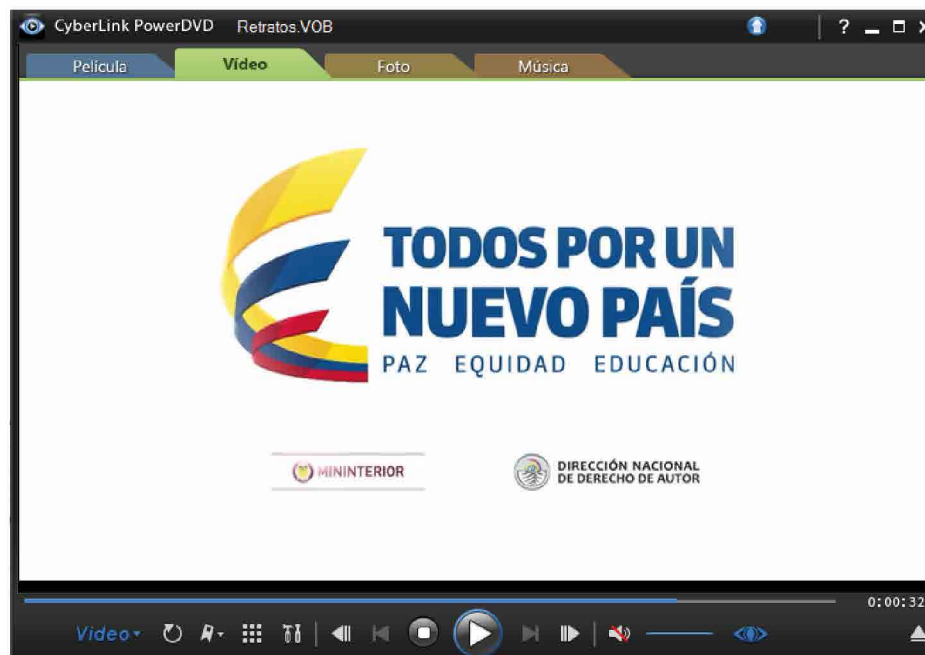 CyberLink PowerDVD Retratos.VOB ?
Película Vídeo Foto Música
TODOS POR UN
NUEVO PAÍS
PAZ EQUIDAD EDUCACIÓN
MININTERIOR
DIRECCIÓN NACIONAL
DE DERECHO DE AUTOR
0:00:32
Video